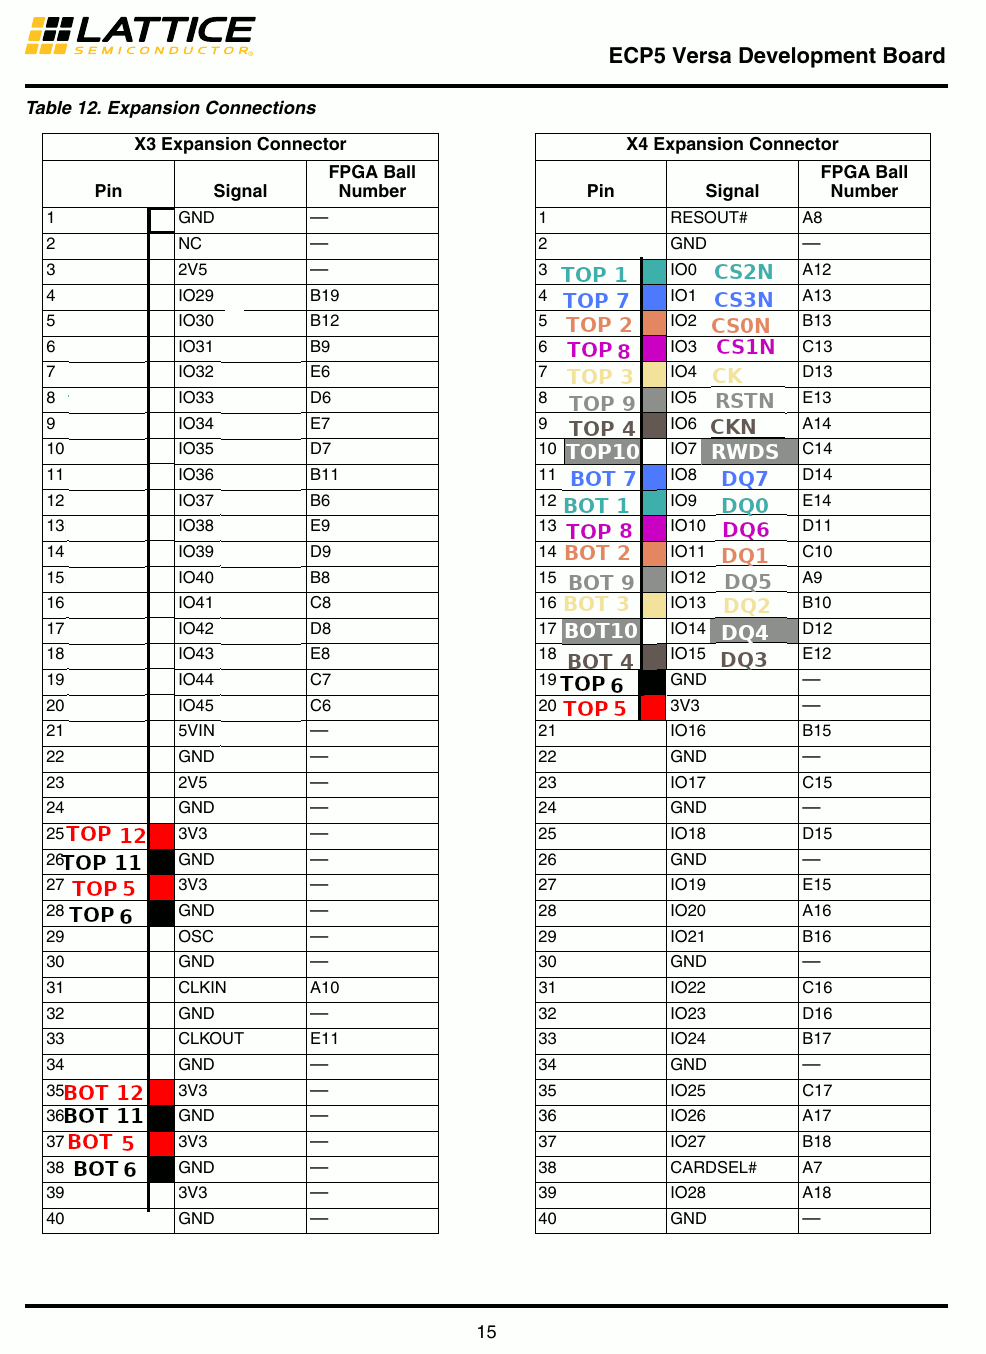 LATTICE
SEMICONDUCTOR
ECP5 Versa Development Board
Table 12. Expansion Connections
X3 Expansion Connector
Pin Signal FPGA Ball Number
1 GND —
2 NC —
3 2V5 —
4 IO29 B19
5 IO30 B12
6 IO31 B9
7 IO32 E6
8 IO33 D6
9 IO34 E7
10 IO35 D7
11 IO36 B11
12 IO37 B6
13 IO38 E9
14 IO39 D9
15 IO40 B8
16 IO41 C8
17 IO42 D8
18 IO43 E8
19 IO44 C7
20 IO45 C6
21 5VIN —
22 GND —
23 2V5 —
24 GND —
25 TOP 12 3V3 —
26 TOP 11 GND —
27 TOP 5 3V3 —
28 TOP 6 GND —
29 OSC —
30 GND —
31 CLKIN A10
32 GND —
33 CLKOUT E11
34 GND —
35 BOT 12 3V3 —
36 BOT 11 GND —
37 BOT 5 3V3 —
38 BOT 6 GND —
39 3V3 —
40 GND —
X4 Expansion Connector
Pin Signal FPGA Ball Number
1 RESOUT# A8
2 GND —
3 TOP 1 IO0 CS2N A12
4 TOP 7 IO1 CS3N A13
5 TOP 2 IO2 CS0N B13
6 TOP 8 IO3 CS1N C13
7 TOP 3 IO4 CK D13
8 TOP 9 IO5 RSTN E13
9 TOP 4 IO6 CKN A14
10 TOP10 IO7 RWDS C14
11 BOT 7 IO8 DQ7 D14
12 BOT 1 IO9 DQ0 E14
13 TOP 8 IO10 DQ6 D11
14 BOT 2 IO11 DQ1 C10
15 BOT 9 IO12 DQ5 A9
16 BOT 3 IO13 DQ2 B10
17 BOT10 IO14 DQ4 D12
18 BOT 4 IO15 DQ3 E12
19 TOP 6 GND —
20 TOP 5 3V3 —
21 IO16 B15
22 GND —
23 IO17 C15
24 GND —
25 IO18 D15
26 GND —
27 IO19 E15
28 IO20 A16
29 IO21 B16
30 GND —
31 IO22 C16
32 IO23 D16
33 IO24 B17
34 GND —
35 IO25 C17
36 IO26 A17
37 IO27 B18
38 CARDSEL# A7
39 IO28 A18
40 GND —
15